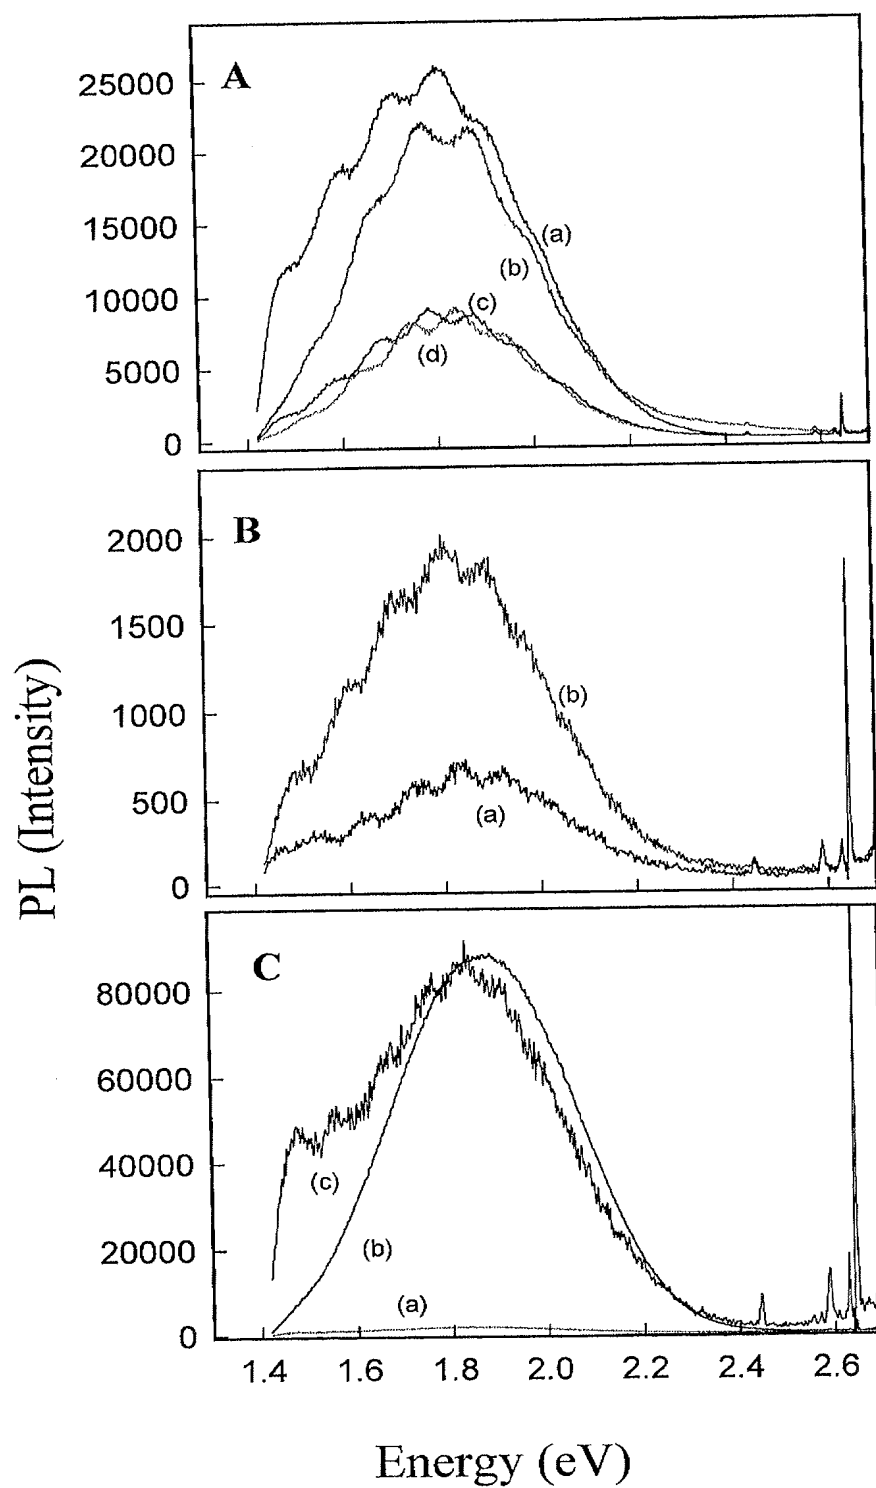 A
25000
20000
15000
10000
5000
0
(a)
(b)
(c)
(d)
B
2000
1500
1000
500
0
(b)
(a)
PL (Intensity)
C
80000
60000
40000
20000
0
(c)
(b)
(a)
1.4 1.6 1.8 2.0 2.2 2.4 2.6
Energy (eV)